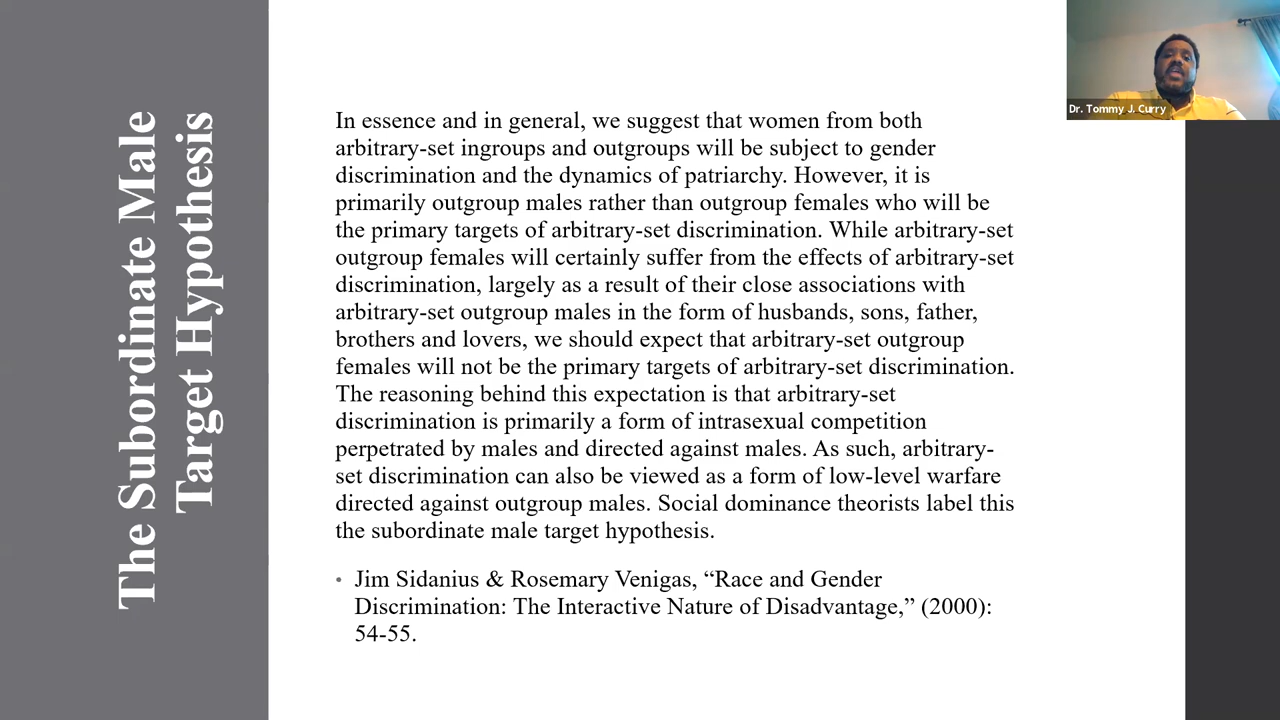 The Subordinate Male
Target Hypothesis
In essence and in general, we suggest that women from both
arbitrary-set ingroups and outgroups will be subject to gender
discrimination and the dynamics of patriarchy. However, it is
primarily outgroup males rather than outgroup females who will be
the primary targets of arbitrary-set discrimination. While arbitrary-set
outgroup females will certainly suffer from the effects of arbitrary-set
discrimination, largely as a result of their close associations with
arbitrary-set outgroup males in the form of husbands, sons, father,
brothers and lovers, we should expect that arbitrary-set outgroup
females will not be the primary targets of arbitrary-set discrimination.
The reasoning behind this expectation is that arbitrary-set
discrimination is primarily a form of intrasexual competition
perpetrated by males and directed against males. As such, arbitrary-
set discrimination can also be viewed as a form of low-level warfare
directed against outgroup males. Social dominance theorists label this
the subordinate male target hypothesis.
• Jim Sidanius & Rosemary Venigas, “Race and Gender
Discrimination: The Interactive Nature of Disadvantage,” (2000):
54-55.
Dr. Tommy J. Curry